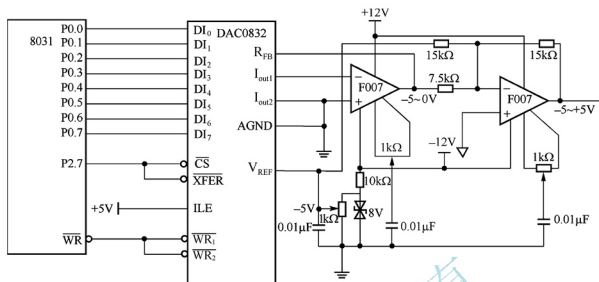 8031
P0.0
P0.1
P0.2
P0.3
P0.4
P0.5
P0.6
P0.7
P2.7
+5V
WR
DAC0832
DI0
DI1
DI2
DI3
DI4
DI5
DI6
DI7
CS
XFER
ILE
WR1
WR2
RFB
Iout1
Iout2
AGND
VREF
+12V
15kΩ
15kΩ
−
+
F007
−5~0V
7.5kΩ
−
+
F007
−5~+5V
1kΩ
−12V
1kΩ
10kΩ
−5V
1kΩ
8V
0.01μF
0.01μF
0.01μF